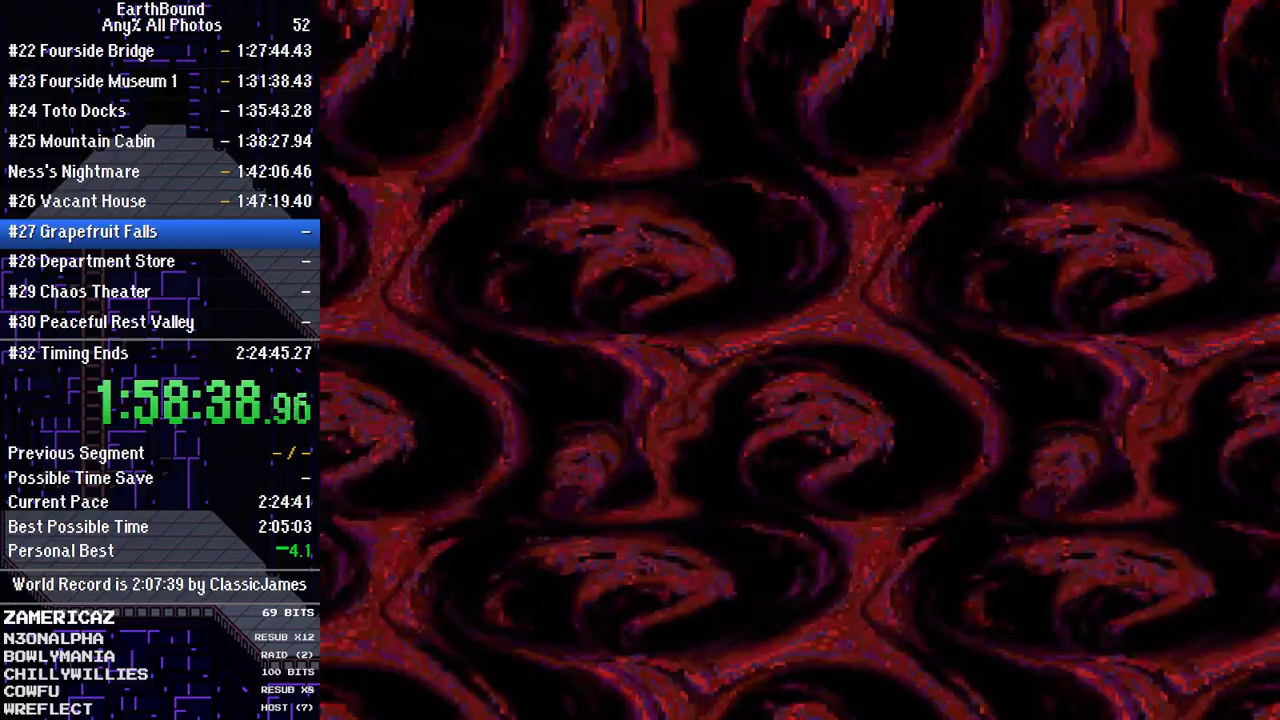 EarthBound
Any% All Photos 52
#22 Fourside Bridge – 1:27:44.43
#23 Fourside Museum 1 – 1:31:38.43
#24 Toto Docks – 1:35:43.28
#25 Mountain Cabin – 1:38:27.94
Ness's Nightmare – 1:42:06.46
#26 Vacant House – 1:47:19.40
#27 Grapefruit Falls –
#28 Department Store –
#29 Chaos Theater –
#30 Peaceful Rest Valley –
#32 Timing Ends 2:24:45.27
1:58:38.96
Previous Segment – / –
Possible Time Save –
Current Pace 2:24:41
Best Possible Time 2:05:03
Personal Best −4.1
World Record is 2:07:39 by ClassicJames
ZAMERICAZ 69 BITS
N3ONALPHA RESUB X12
BOWLYMANIA RAID (2)
CHILLYWILLIES 100 BITS
COWFU RESUB X8
WREFLECT HOST (7)